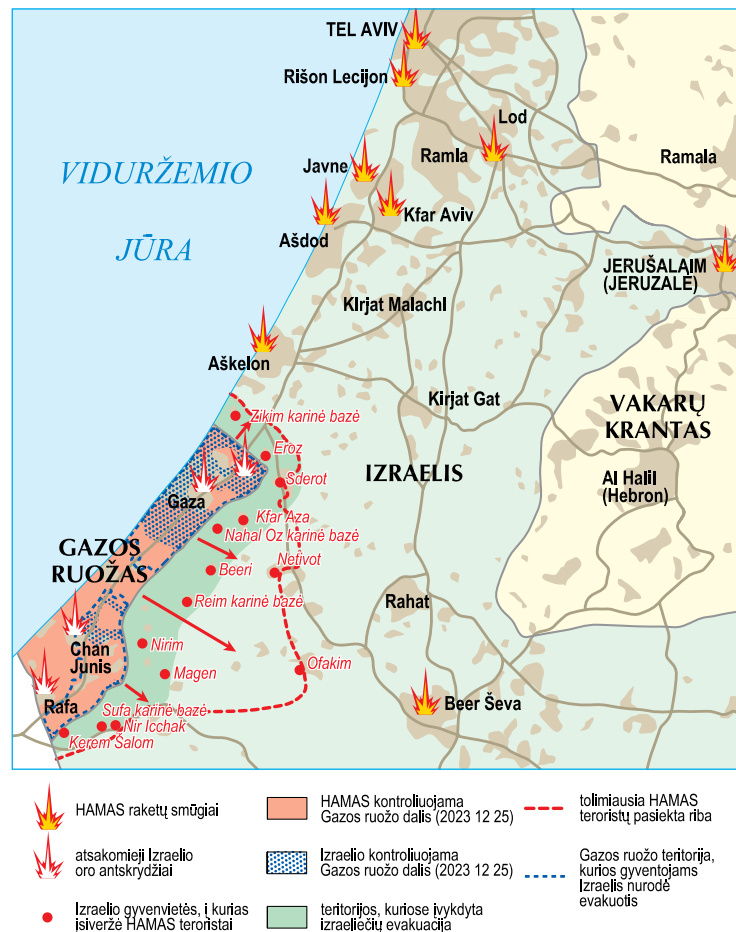 TEL AVIV
Rišon Lecijon
Lod
Ramla
Ramala
Javne
Kfar Aviv
Ašdod
VIDURŽEMIO
JŪRA
JERUŠALAIM
(JERUZALĖ)
KIrjat MalachI
Aškelon
Kirjat Gat
VAKARŲ
KRANTAS
Zikim karinė bazė
Eroz
Sderot
IZRAELIS
Al Halil
(Hebron)
Gaza
Kfar Aza
Nahal Oz karinė bazė
GAZOS
RUOŽAS
Netivot
Beeri
Reim karinė bazė
Rahat
Nirim
Chan
Junis
Magen
Ofakim
Rafa
Sufa karinė bazė
Nir Icchak
Kerem Šalom
Beer Ševa
HAMAS raketų smūgiai
atsakomieji Izraelio
oro antskrydžiai
Izraelio gyvenvietės, i kurias
įsiveržė HAMAS teroristai
HAMAS kontroliuojama
Gazos ruožo dalis (2023 12 25)
Izraelio kontroliuojama
Gazos ruožo dalis (2023 12 25)
teritorijos, kuriose įvykdyta
izraeliečių evakuacija
tolimiausia HAMAS
teroristų pasiekta riba
Gazos ruožo teritorija,
kurios gyventojams
Izraelis nurodė
evakuotis